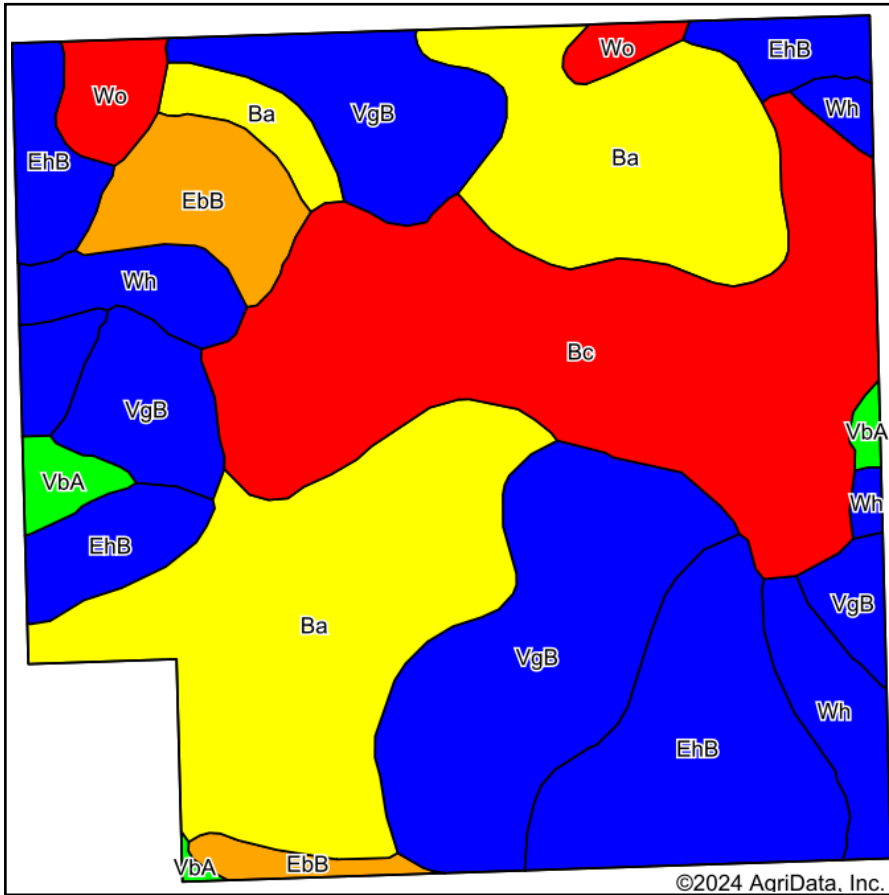 Wo
EhB
Wo
Wh
Ba
VgB
Ba
EhB
EbB
Wh
Bc
VgB
VbA
VbA
Wh
EhB
VgB
Ba
VgB
Wh
EhB
EbB
VbA
©2024 AgriData, Inc.